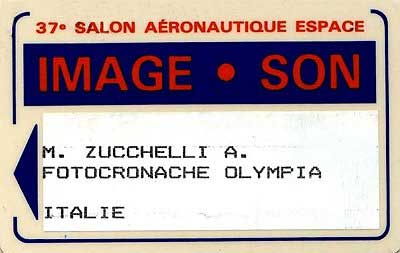 37e SALON AÉRONAUTIQUE ESPACE
IMAGE • SON
M. ZUCCHELLI A.
FOTOCRONACHE OLYMPIA
ITALIE